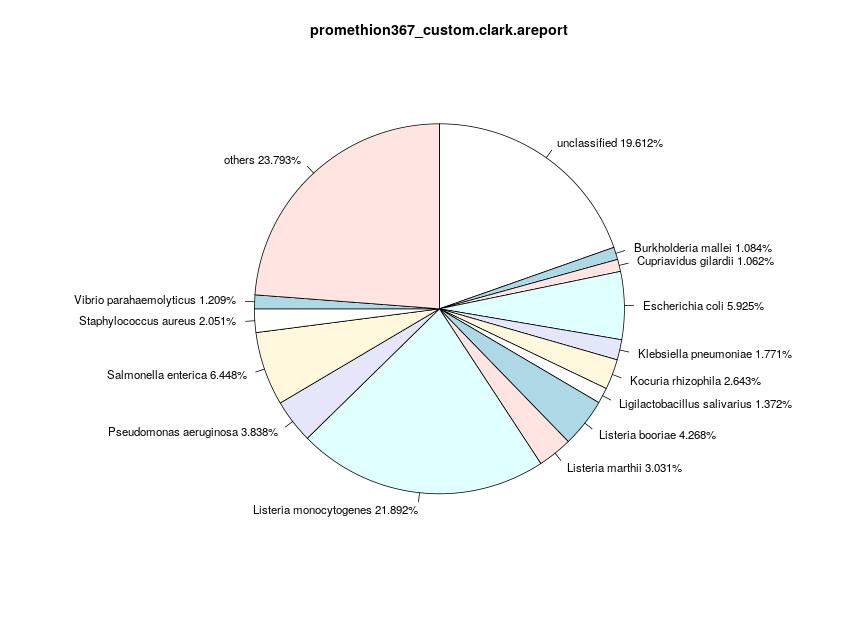 promethion367_custom.clark.areport
unclassified 19.612%
others 23.793%
Burkholderia mallei 1.084%
Cupriavidus gilardii 1.062%
Vibrio parahaemolyticus 1.209%
Escherichia coli 5.925%
Staphylococcus aureus 2.051%
Klebsiella pneumoniae 1.771%
Salmonella enterica 6.448%
Kocuria rhizophila 2.643%
Ligilactobacillus salivarius 1.372%
Pseudomonas aeruginosa 3.838%
Listeria booriae 4.268%
Listeria marthii 3.031%
Listeria monocytogenes 21.892%